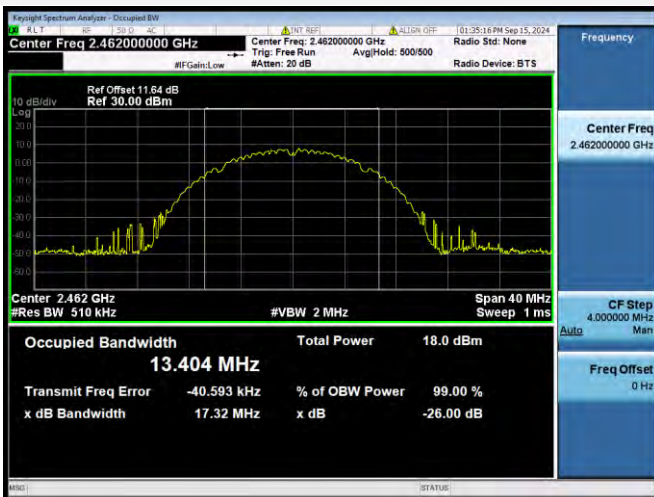 Keysight Spectrum Analyzer - Occupied BW
RLT RF 50 Ω AC INT REF ALIGN OFF 01:35:16 PM Sep 15, 2024
Center Freq 2.462000000 GHz Center Freq: 2.462000000 GHz Radio Std: None Frequency
Trig: Free Run Avg|Hold: 500/500
#IFGain:Low #Atten: 20 dB Radio Device: BTS
Ref Offset 11.64 dB
10 dB/div Ref 30.00 dBm
Log
20.0
10.0
0.00
-10.0
-20.0
-30.0
-40.0
-50.0
-60.0
Center Freq
2.462000000 GHz
Center 2.462 GHz Span 40 MHz
#Res BW 510 kHz #VBW 2 MHz Sweep 1 ms
CF Step
4.000000 MHz
Auto Man
Occupied Bandwidth Total Power 18.0 dBm
13.404 MHz
Transmit Freq Error -40.593 kHz % of OBW Power 99.00 %
x dB Bandwidth 17.32 MHz x dB -26.00 dB
Freq Offset
0 Hz
MSG STATUS